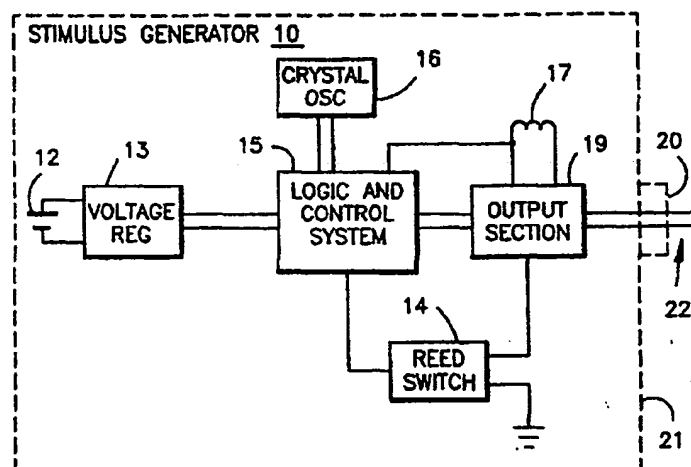 STIMULUS GENERATOR 10
CRYSTAL
OSC
16
17
12
13
15
19
20
VOLTAGE
REG
LOGIC AND
CONTROL
SYSTEM
OUTPUT
SECTION
22
14
REED
SWITCH
21